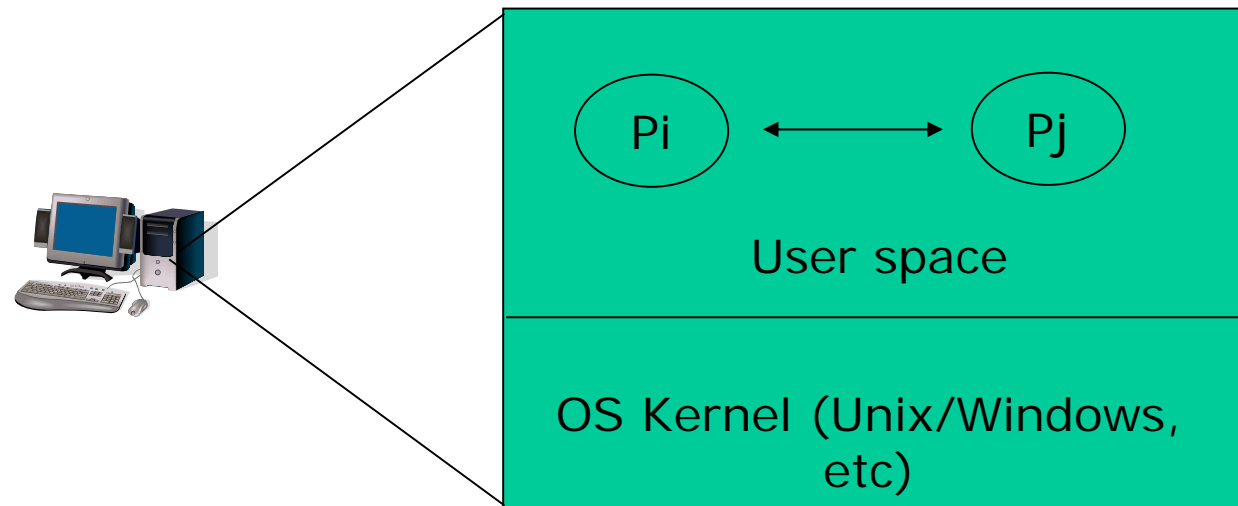 Pi
Pj
User space
OS Kernel (Unix/Windows,
etc)